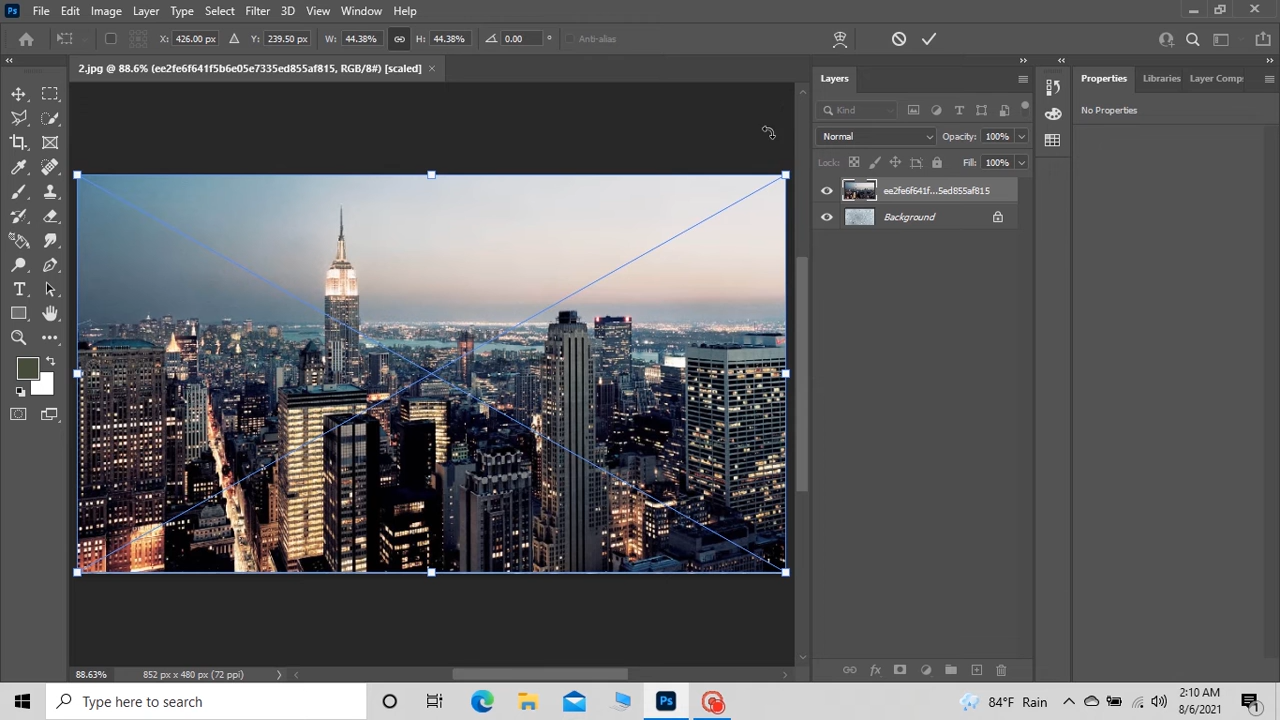 Ps File Edit Image Layer Type Select Filter 3D View Window Help
X: 426.00 px Y: 239.50 px W: 44.38% H: 44.38% 0.00 ° Anti-alias
2.jpg @ 88.6% (ee2fe6f641f5b6e05e7335ed855af815, RGB/8#) [scaled] ×
Layers
Properties Libraries Layer Comp
Kind
No Properties
Normal Opacity: 100%
Lock: Fill: 100%
ee2fe6f641f...5ed855af815
Background
88.63% 852 px x 480 px (72 ppi)
Type here to search
Ps
84°F Rain
2:10 AM
8/6/2021
1